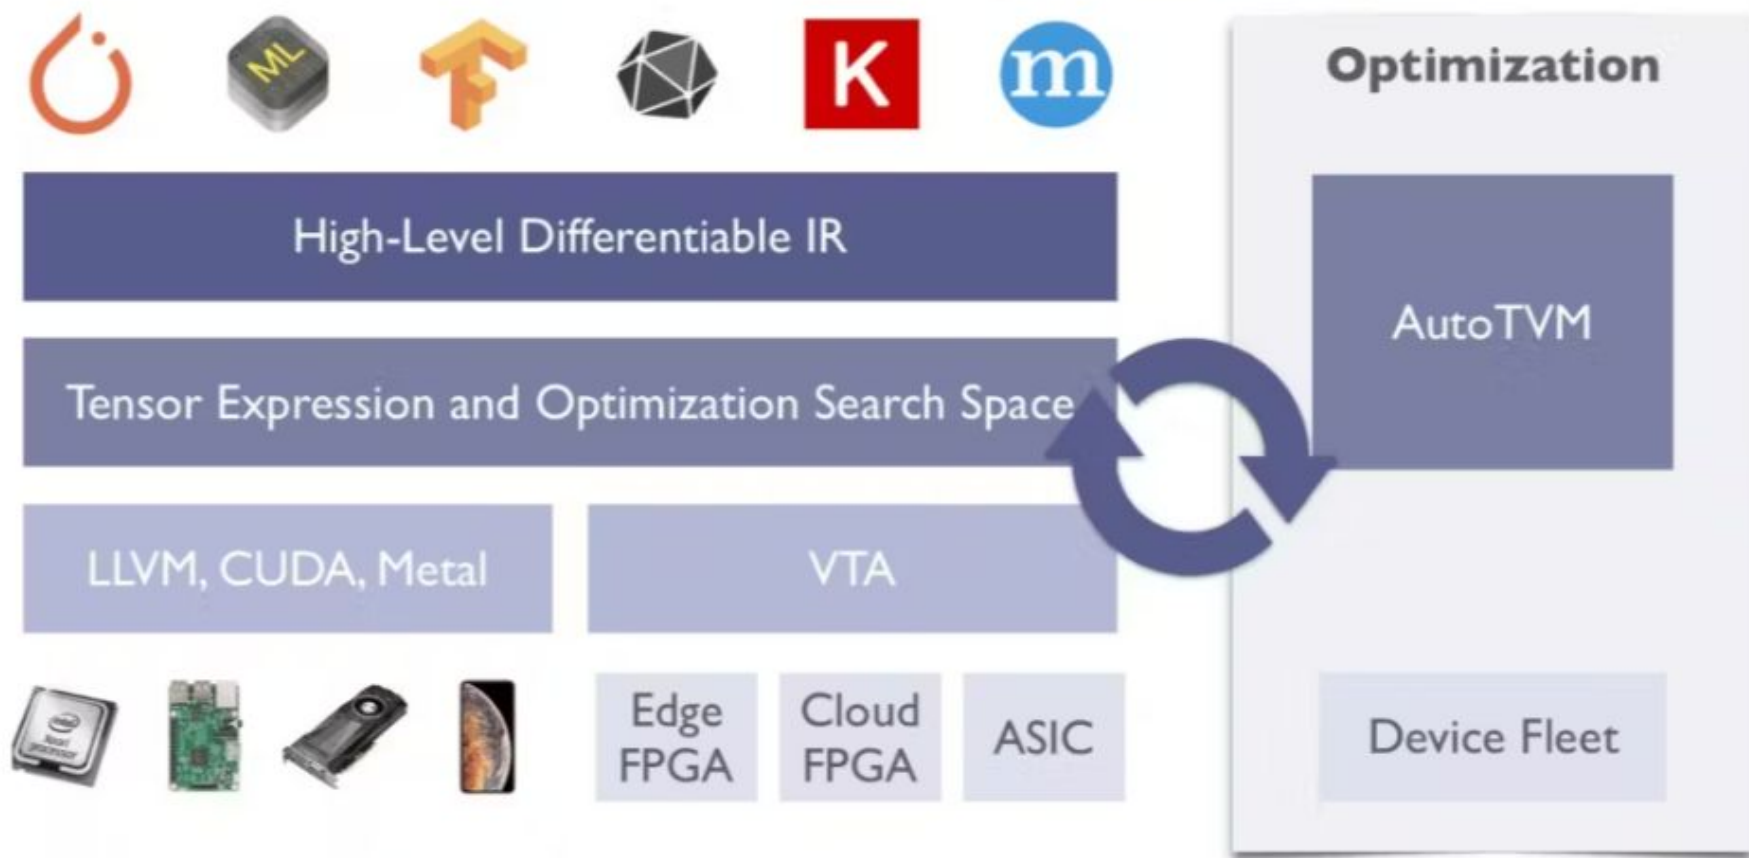 ML
K
m
Optimization
High-Level Differentiable IR
AutoTVM
Tensor Expression and Optimization Search Space
LLVM, CUDA, Metal
VTA
intel
Edge
FPGA
Cloud
FPGA
ASIC
Device Fleet